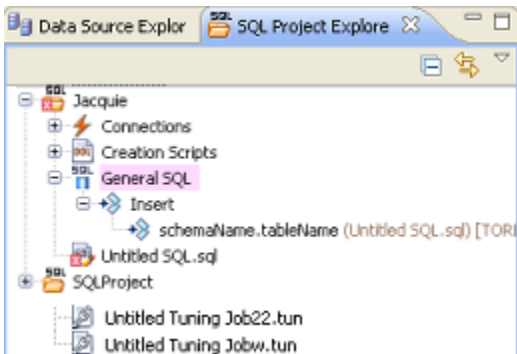 Data Source Explor SQL Project Explore
Jacquie
Connections
Creation Scripts
General SQL
Insert
schemaName.tableName (Untitled SQL.sql) [TORI
Untitled SQL.sql
SQLProject
Untitled Tuning Job22.tun
Untitled Tuning Jobw.tun